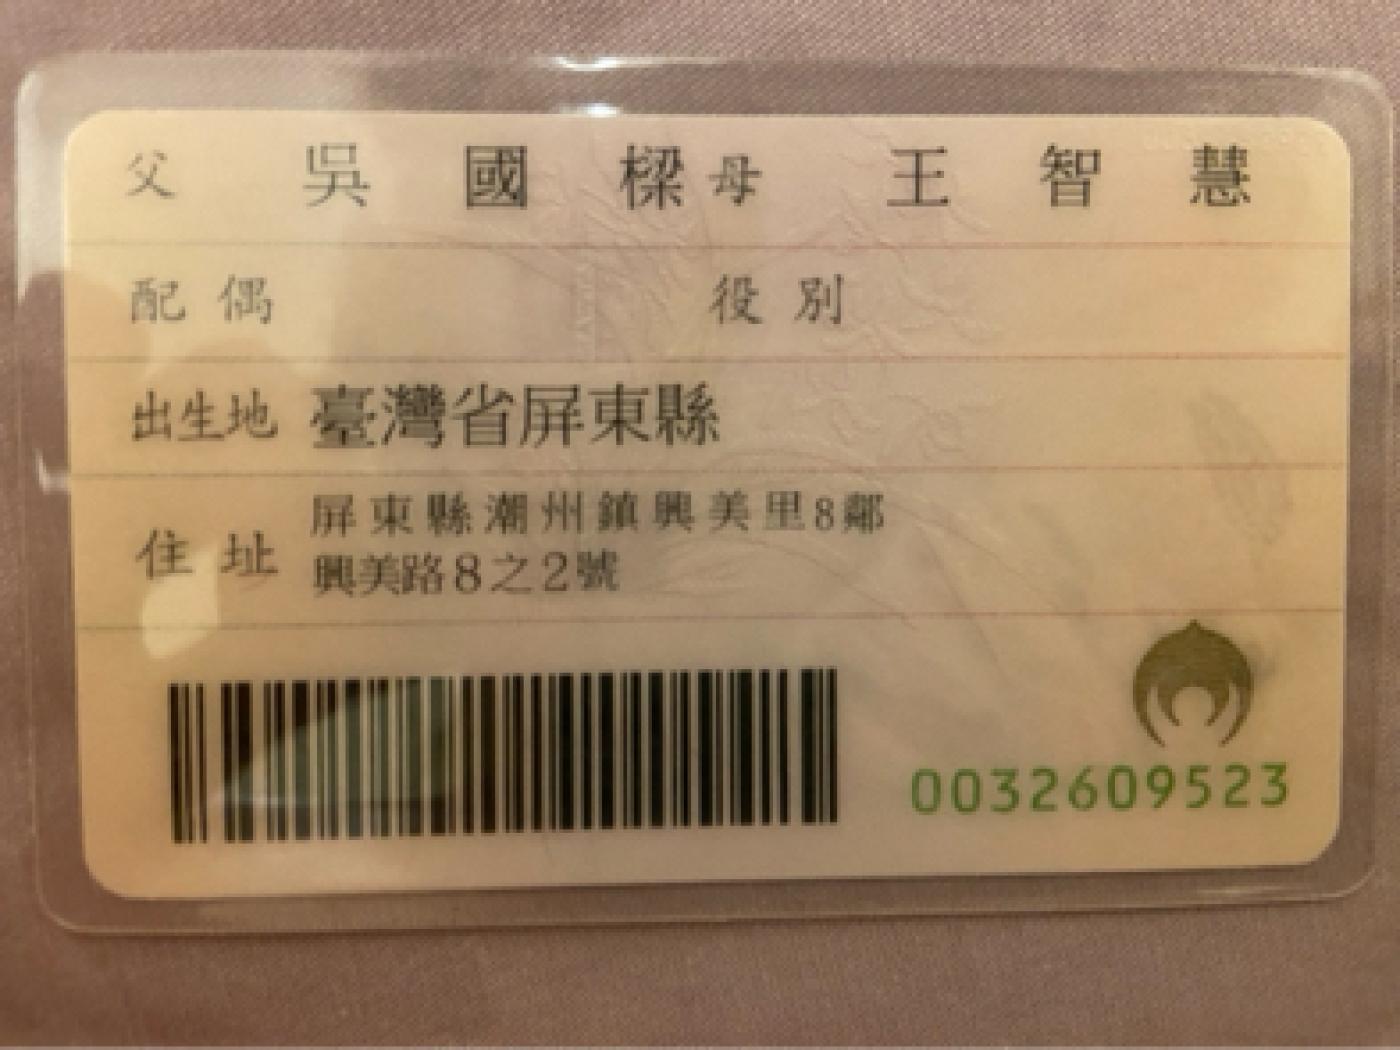 父 吳國樑 母 王智慧
配偶 役別
出生地 臺灣省屏東縣
住址 屏東縣潮州鎮興美里8鄰
興美路8之2號
0032609523